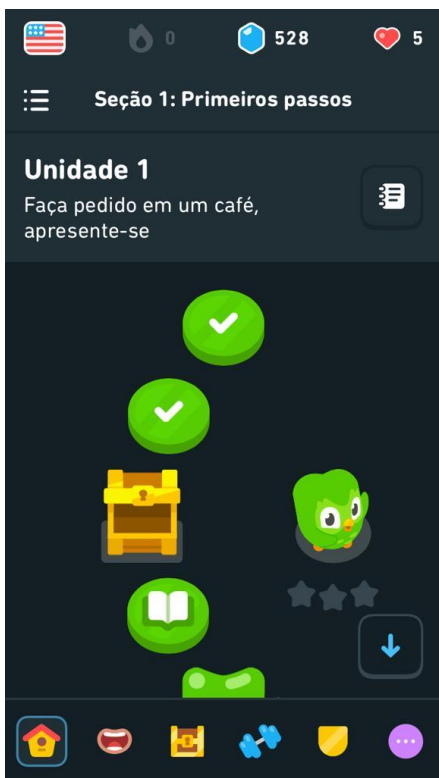 0 528 5
Seção 1: Primeiros passos
Unidade 1
Faça pedido em um café,
apresente-se